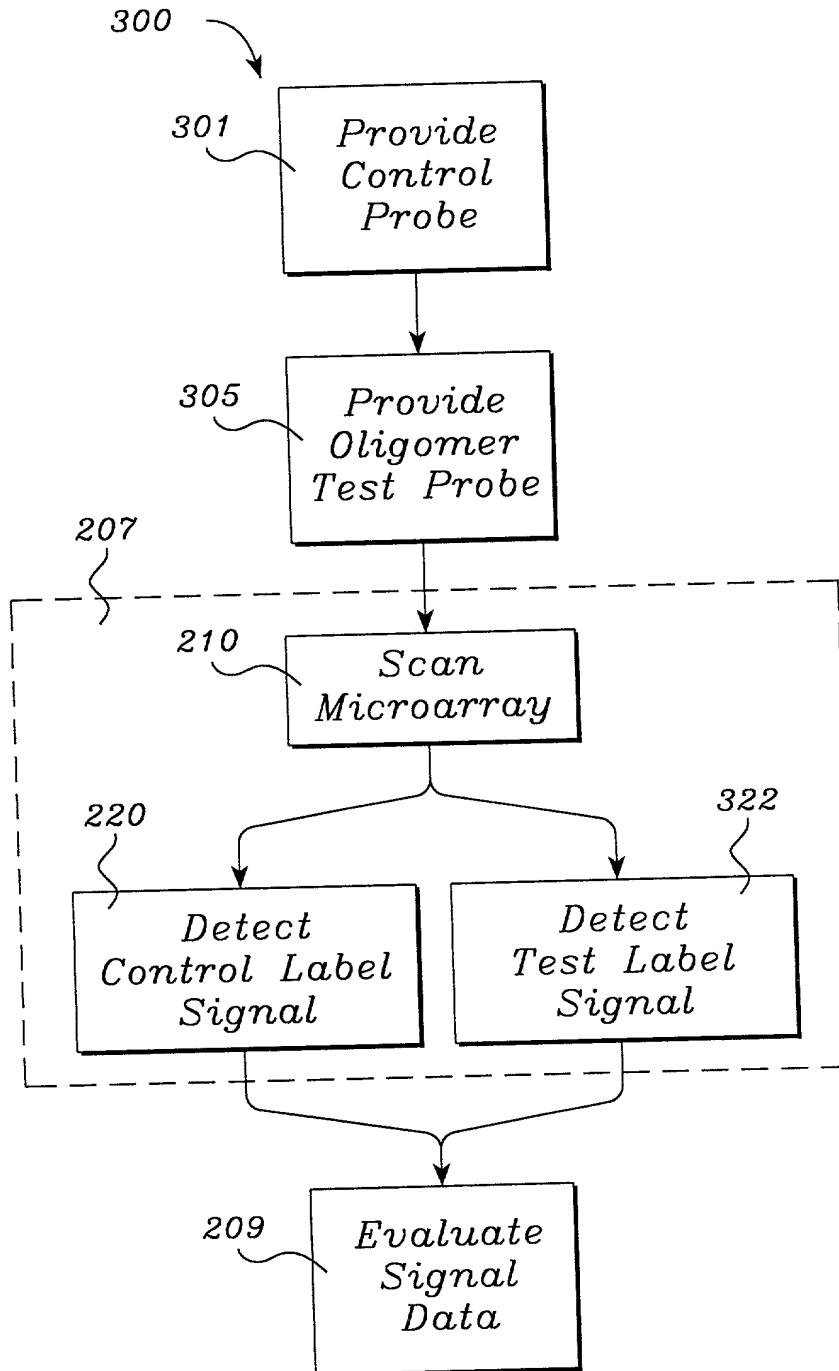 300
301
Provide
Control
Probe
305
Provide
Oligomer
Test Probe
207
210
Scan
Microarray
220
322
Detect
Control Label
Signal
Detect
Test Label
Signal
209
Evaluate
Signal
Data